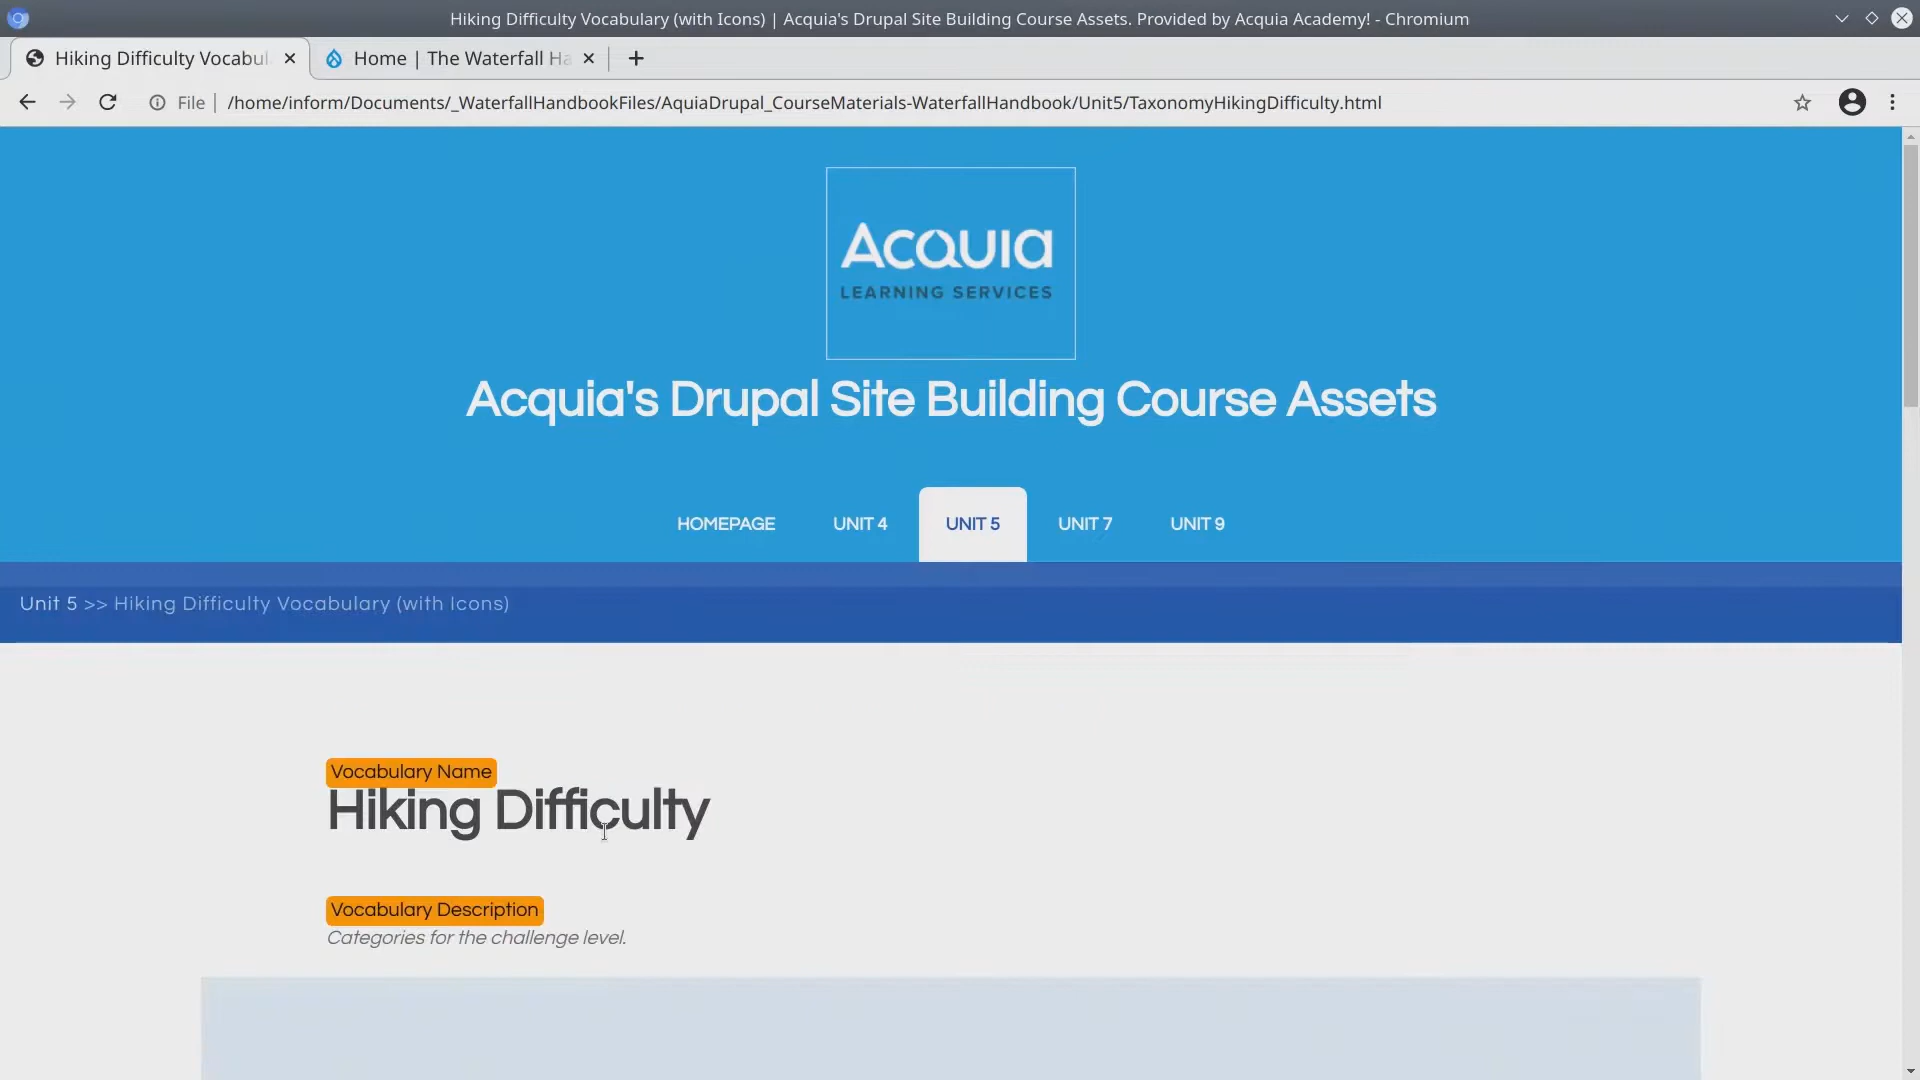 Hiking Difficulty Vocabulary (with Icons) | Acquia's Drupal Site Building Course Assets. Provided by Acquia Academy! - Chromium
Hiking Difficulty Vocabul
Home | The Waterfall Ha
File
/home/inform/Documents/_WaterfallHandbookFiles/AquiaDrupal_CourseMaterials-WaterfallHandbook/Unit5/TaxonomyHikingDifficulty.html
ACQUIA
LEARNING SERVICES
Acquia's Drupal Site Building Course Assets
HOMEPAGE UNIT 4 UNIT 5 UNIT 7 UNIT 9
Unit 5 >> Hiking Difficulty Vocabulary (with Icons)
Vocabulary Name
Hiking Difficulty
Vocabulary Description
Categories for the challenge level.